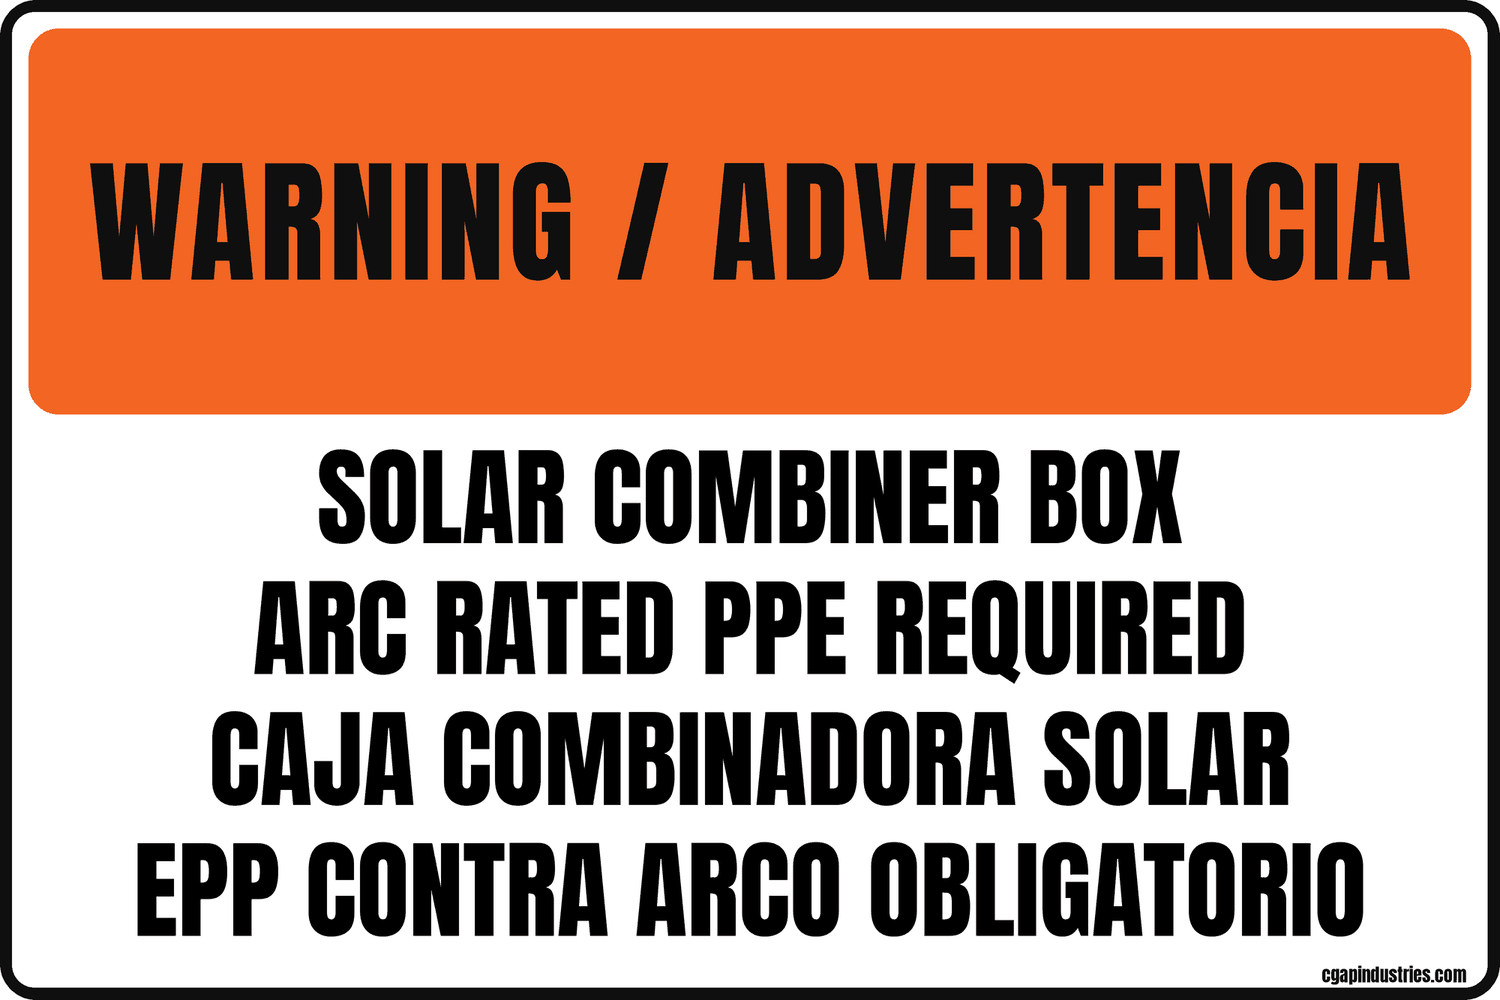 WARNING / ADVERTENCIA
SOLAR COMBINER BOX
ARC RATED PPE REQUIRED
CAJA COMBINADORA SOLAR
EPP CONTRA ARCO OBLIGATORIO
cgapindustries.com